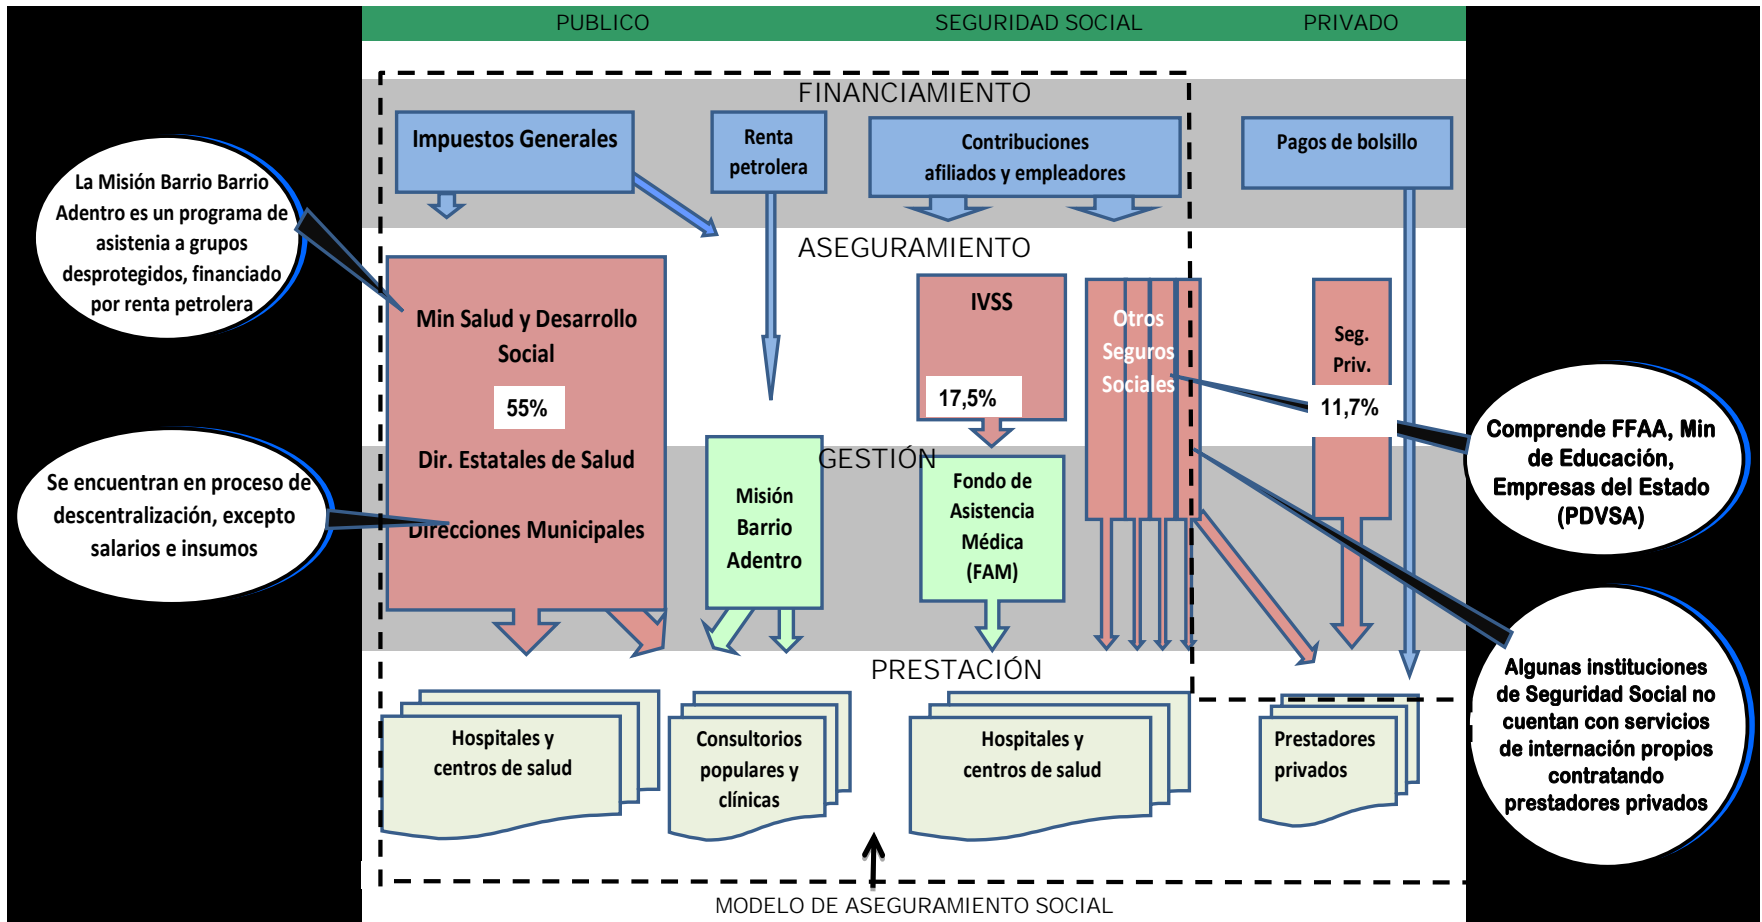 PUBLICO
SEGURIDAD SOCIAL
PRIVADO
FINANCIAMIENTO
Impuestos Generales
Renta
petrolera
Contribuciones
afiliados y empleadores
Pagos de bolsillo
La Misión Barrio Barrio
Adentro es un programa de
asistenia a grupos
desprotegidos, financiado
por renta petrolera
ASEGURAMIENTO
Min Salud y Desarrollo
Social
55%
Dir. Estatales de Salud
Direcciones Municipales
IVSS
17,5%
Otros
Seguros
Sociales
Seg.
Priv.
11,7%
Comprende FFAA, Min
de Educación,
Empresas del Estado
(PDVSA)
Se encuentran en proceso de
descentralización, excepto
salarios e insumos
GESTIÓN
Misión
Barrio
Adentro
Fondo de
Asistencia
Médica
(FAM)
PRESTACIÓN
Algunas instituciones
de Seguridad Social no
cuentan con servicios
de internación propios
contratando
prestadores privados
Hospitales y
centros de salud
Consultorios
populares y
clínicas
Hospitales y
centros de salud
Prestadores
privados
MODELO DE ASEGURAMIENTO SOCIAL